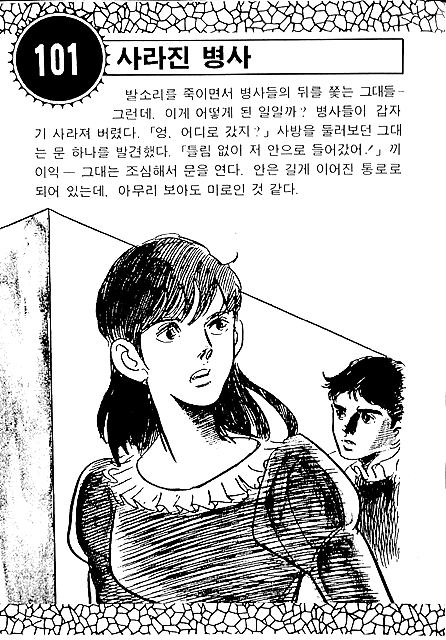 101
사라진 병사
발소리를 죽이면서 병사들의 뒤를 쫓는 그대들—
그런데, 이게 어떻게 된 일일까? 병사들이 갑자
기 사라져 버렸다. 「엉, 어디로 갔지?」 사방을 둘러보던 그대
는 문 하나를 발견했다. 「틀림 없이 저 안으로 들어갔어!」 끼
이익— 그대는 조심해서 문을 연다. 안은 길게 이어진 통로로
되어 있는데, 아무리 보아도 미로인 것 같다.